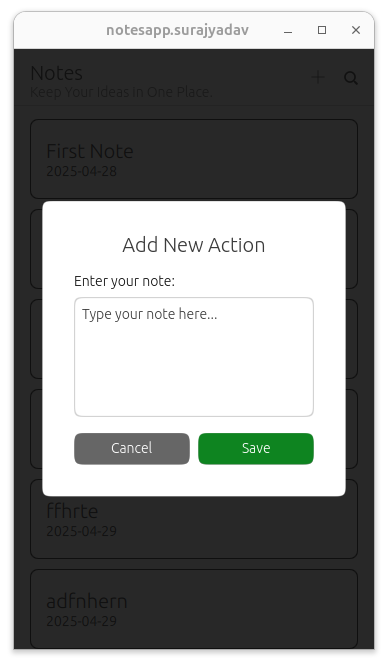 notesapp.surajyadav
Notes
Keep Your Ideas in One Place.
First Note
2025-04-28
Add New Action
Enter your note:
Type your note here...
Cancel
Save
ffhrte
2025-04-29
adfnhern
2025-04-29